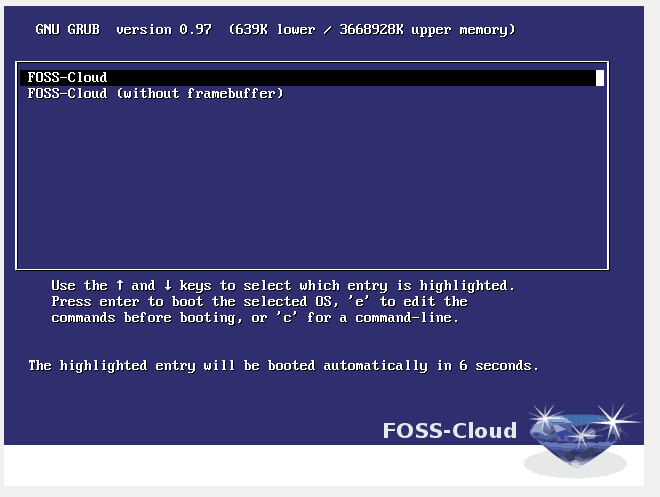 GNU GRUB  version 0.97  (639K lower / 3668928K upper memory)
FOSS-Cloud
FOSS-Cloud (without framebuffer)
Use the ↑ and ↓ keys to select which entry is highlighted.
Press enter to boot the selected OS, 'e' to edit the
commands before booting, or 'c' for a command-line.
The highlighted entry will be booted automatically in 6 seconds.
FOSS-Cloud